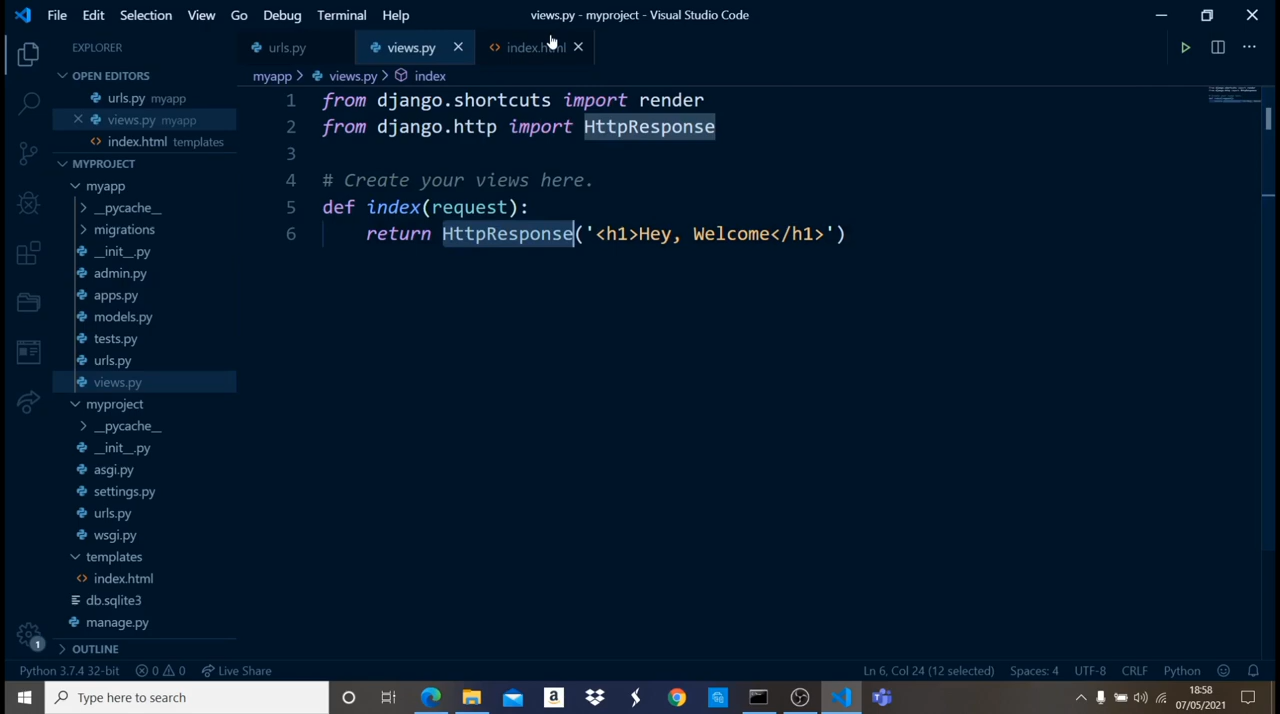 File Edit Selection View Go Debug Terminal Help views.py - myproject - Visual Studio Code
EXPLORER
urls.py views.py index.html
OPEN EDITORS
urls.py myapp
views.py myapp
index.html templates
MYPROJECT
myapp
__pycache__
migrations
__init__.py
admin.py
apps.py
models.py
tests.py
urls.py
views.py
myproject
__pycache__
__init__.py
asgi.py
settings.py
urls.py
wsgi.py
templates
index.html
db.sqlite3
manage.py
OUTLINE
1
myapp > views.py > index
1 from django.shortcuts import render
2 from django.http import HttpResponse
3
4 # Create your views here.
5 def index(request):
6 return HttpResponse('<h1>Hey, Welcome</h1>')
Python 3.7.4 32-bit 0 0 Live Share Ln 6, Col 24 (12 selected) Spaces: 4 UTF-8 CRLF Python
Type here to search
18:58
07/05/2021